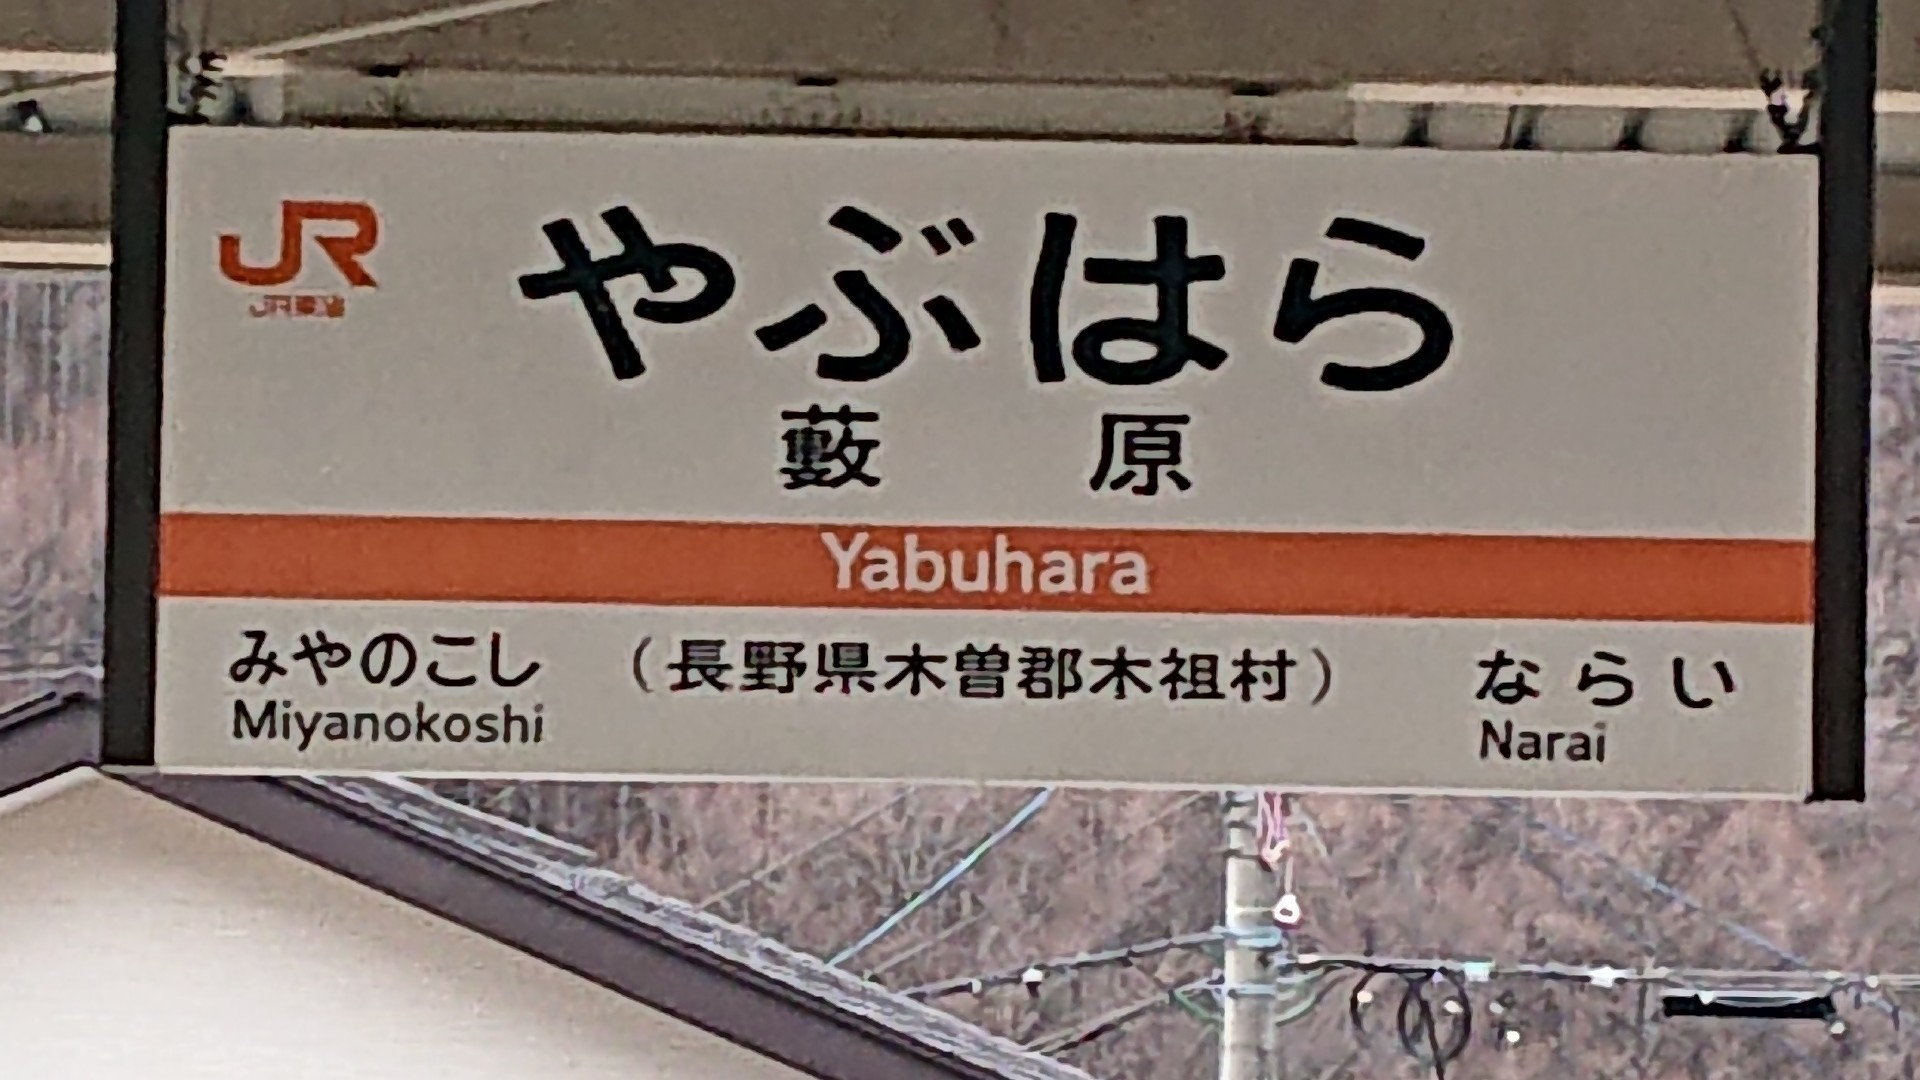 JR
JR東海
やぶはら
藪原
Yabuhara
みやのこし
Miyanokoshi
（長野県木曽郡木祖村）
ならい
Narai